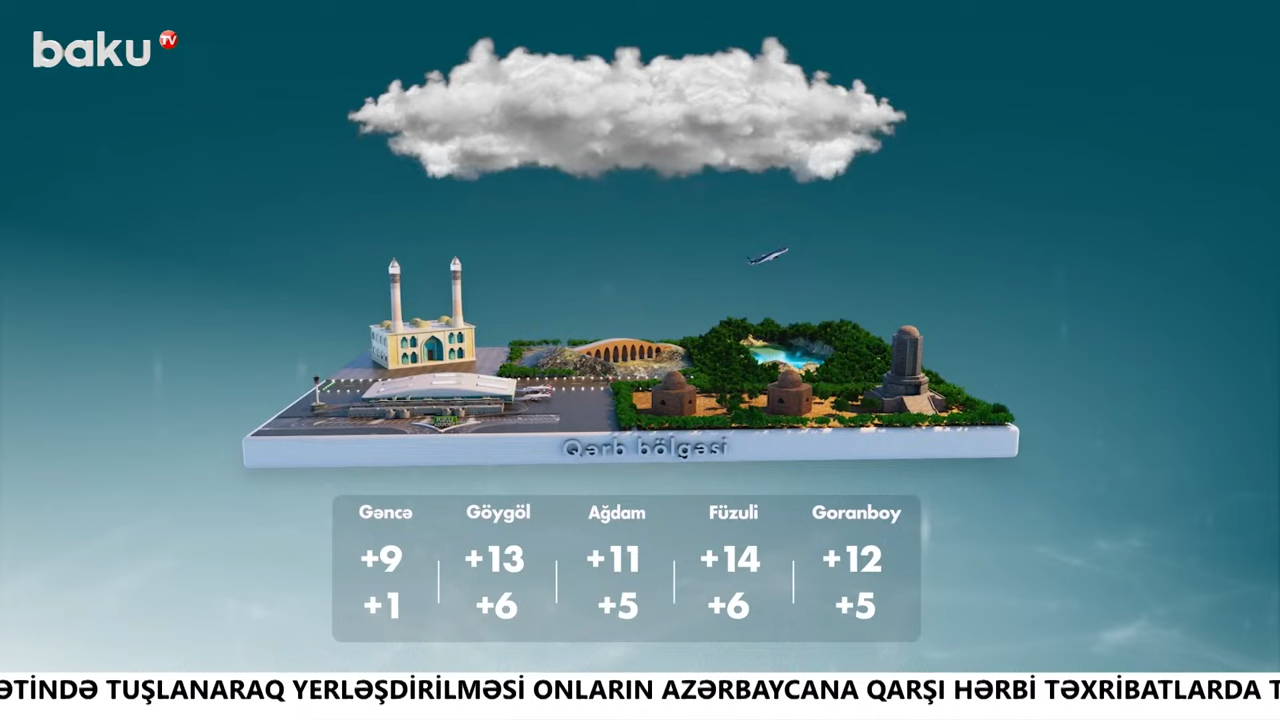 baku TV
Qərb bölgəsi
Gəncə Göygöl Ağdam Füzuli Goranboy
+9 +13 +11 +14 +12
+1 +6 +5 +6 +5
ƏTİNDƏ TUŞLANARAQ YERLƏŞDİRİLMƏSİ ONLARIN AZƏRBAYCANA QARŞI HƏRBİ TƏXRİBATLARDA T